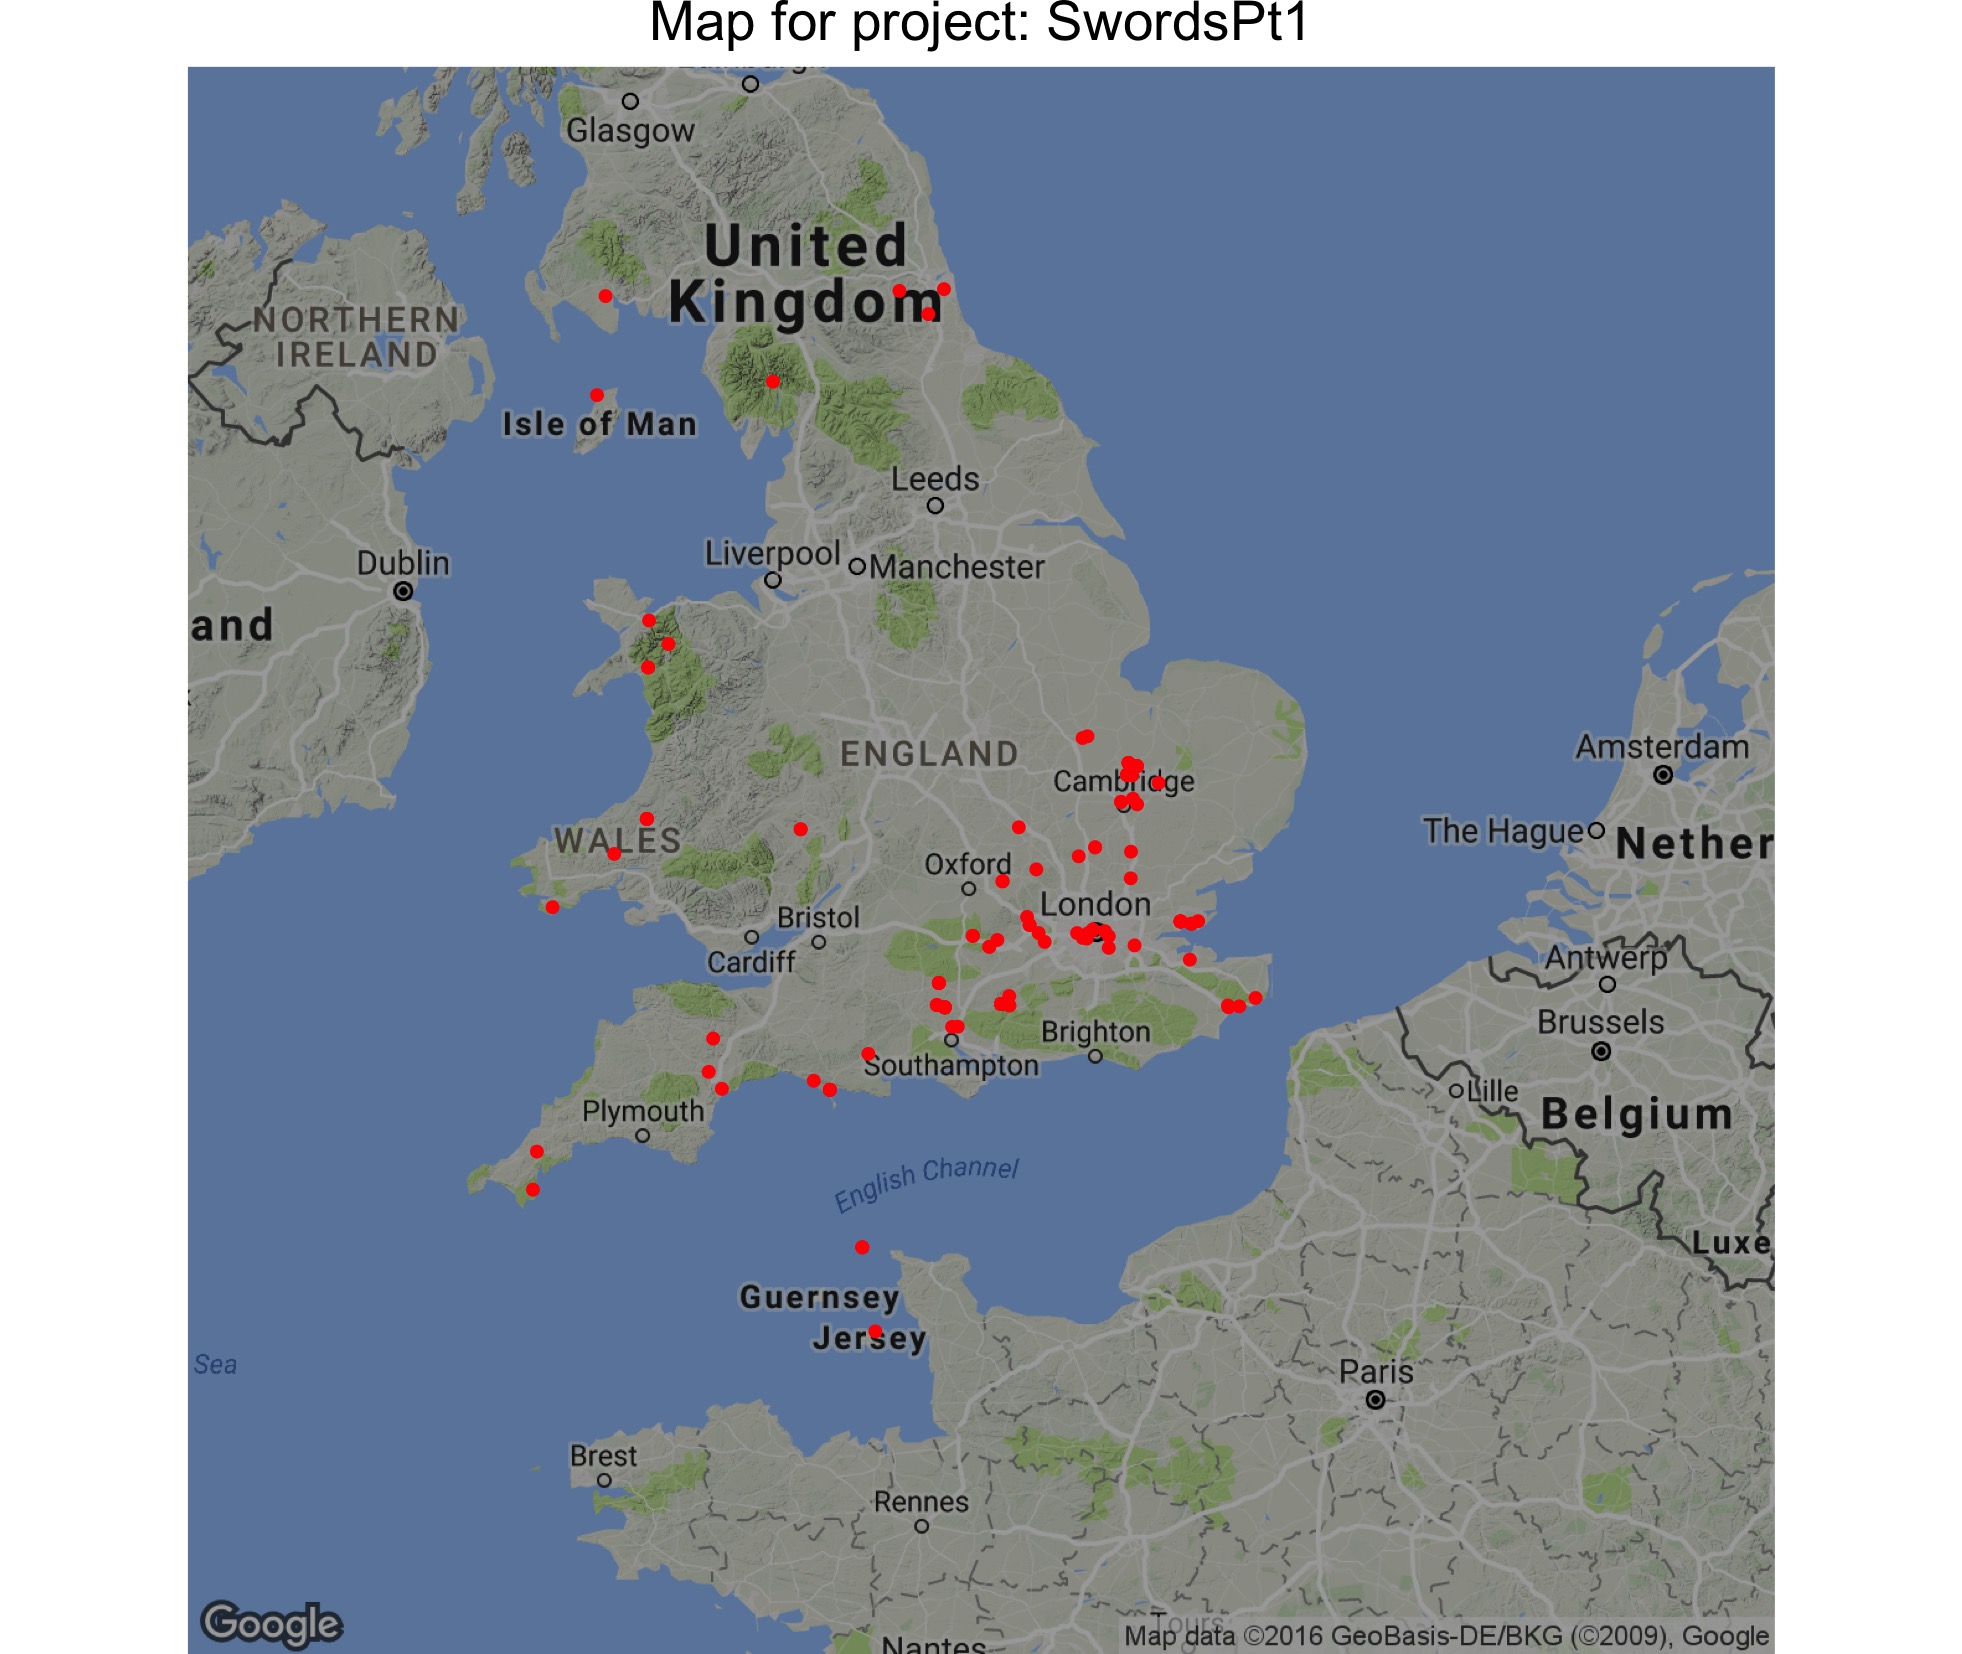 Map for project: SwordsPt1
Glasgow
United
Kingdom
NORTHERN
IRELAND
Isle of Man
Leeds
Liverpool
Manchester
Dublin
and
ENGLAND
Cambridge
Amsterdam
The Hague
Nether
WALES
Oxford
London
Bristol
Cardiff
Antwerp
Brussels
Brighton
Southampton
Lille
Belgium
Plymouth
English Channel
Luxe
Guernsey
Jersey
Sea
Paris
Brest
Rennes
Tours
Nantes
Google
Map data ©2016 GeoBasis-DE/BKG (©2009), Google